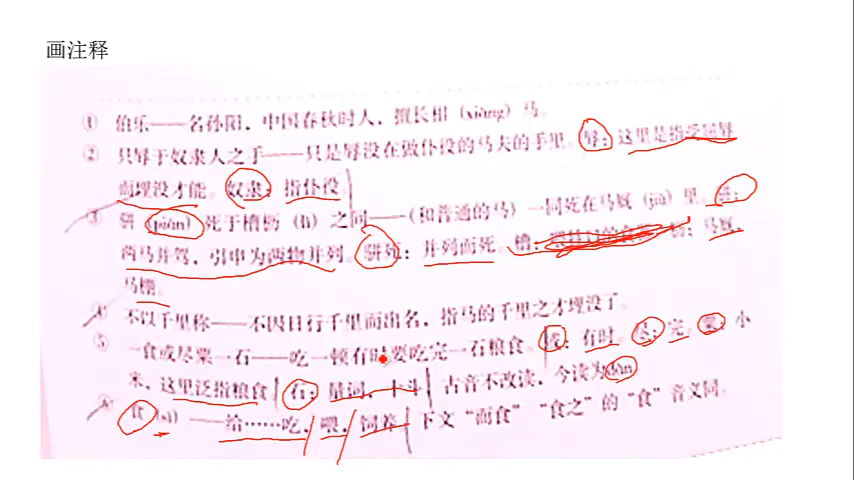 画注释
① 伯乐——名孙阳,中国春秋时人,擅长相(xiàng)马。
② 只辱于奴隶人之手——只是辱没在做仆役的马夫的手里。辱:这里是指受屈辱
而埋没才能。奴隶:指仆役。
③ 骈(pián)死于槽枥(lì)之间——(和普通的马)一同死在马厩(jiù)里。骈:
两马并驾,引申为两物并列。骈死:并列而死。槽: 枥:马厩,
马棚。
④ 不以千里称——不因日行千里而出名,指马的千里之才埋没了。
⑤ 一食或尽粟一石——吃一顿有时要吃完一石粮食。或:有时。尽:完。粟:小
米,这里泛指粮食。石:量词,十斗 古音不改读,今读为dàn
食(sì)——给……吃,喂,饲养。下文“而食”“食之”的“食”音义同。